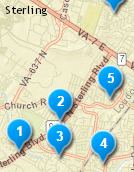 Sterling
VA-7 E
VA-637 N
7
5
Sterling Blvd
Church R
2
1
3
4
Sterling Blvd